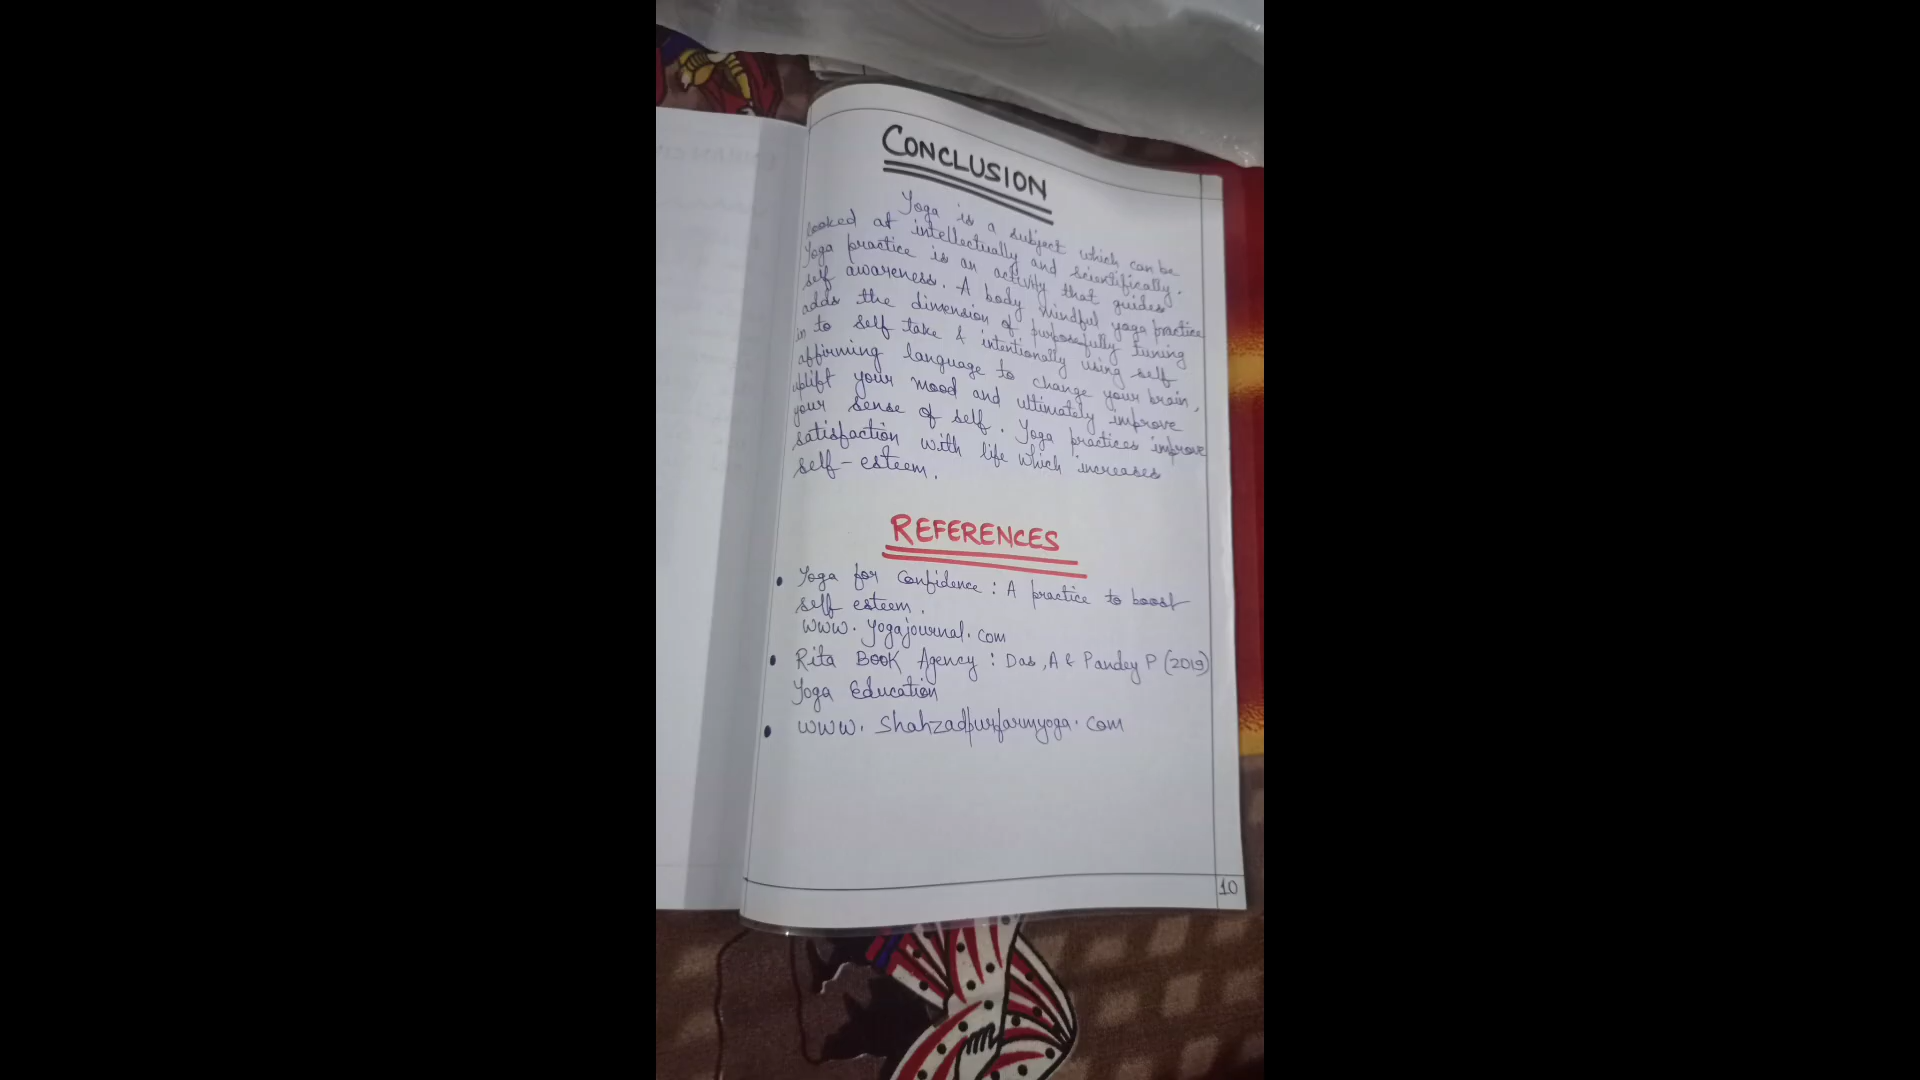 CONCLUSION
Yoga is a subject which can be
looked at intellectually and scientifically.
Yoga practice is an activity that guides
self awareness. A body mindful yoga practice
adds the dimension of purposefully tuning
in to self take & intentionally using self
affirming language to change your brain,
uplift your mood and ultimately improve
your sense of self. Yoga practices improve
satisfaction with life which increases
self-esteem.
REFERENCES
• Yoga for Confidence : A practice to boost
self esteem.
www.yogajournal.com
• Rita Book Agency : Das, A & Pandey P (2019)
Yoga Education
• www.shahzadpurfarmyoga.com
10